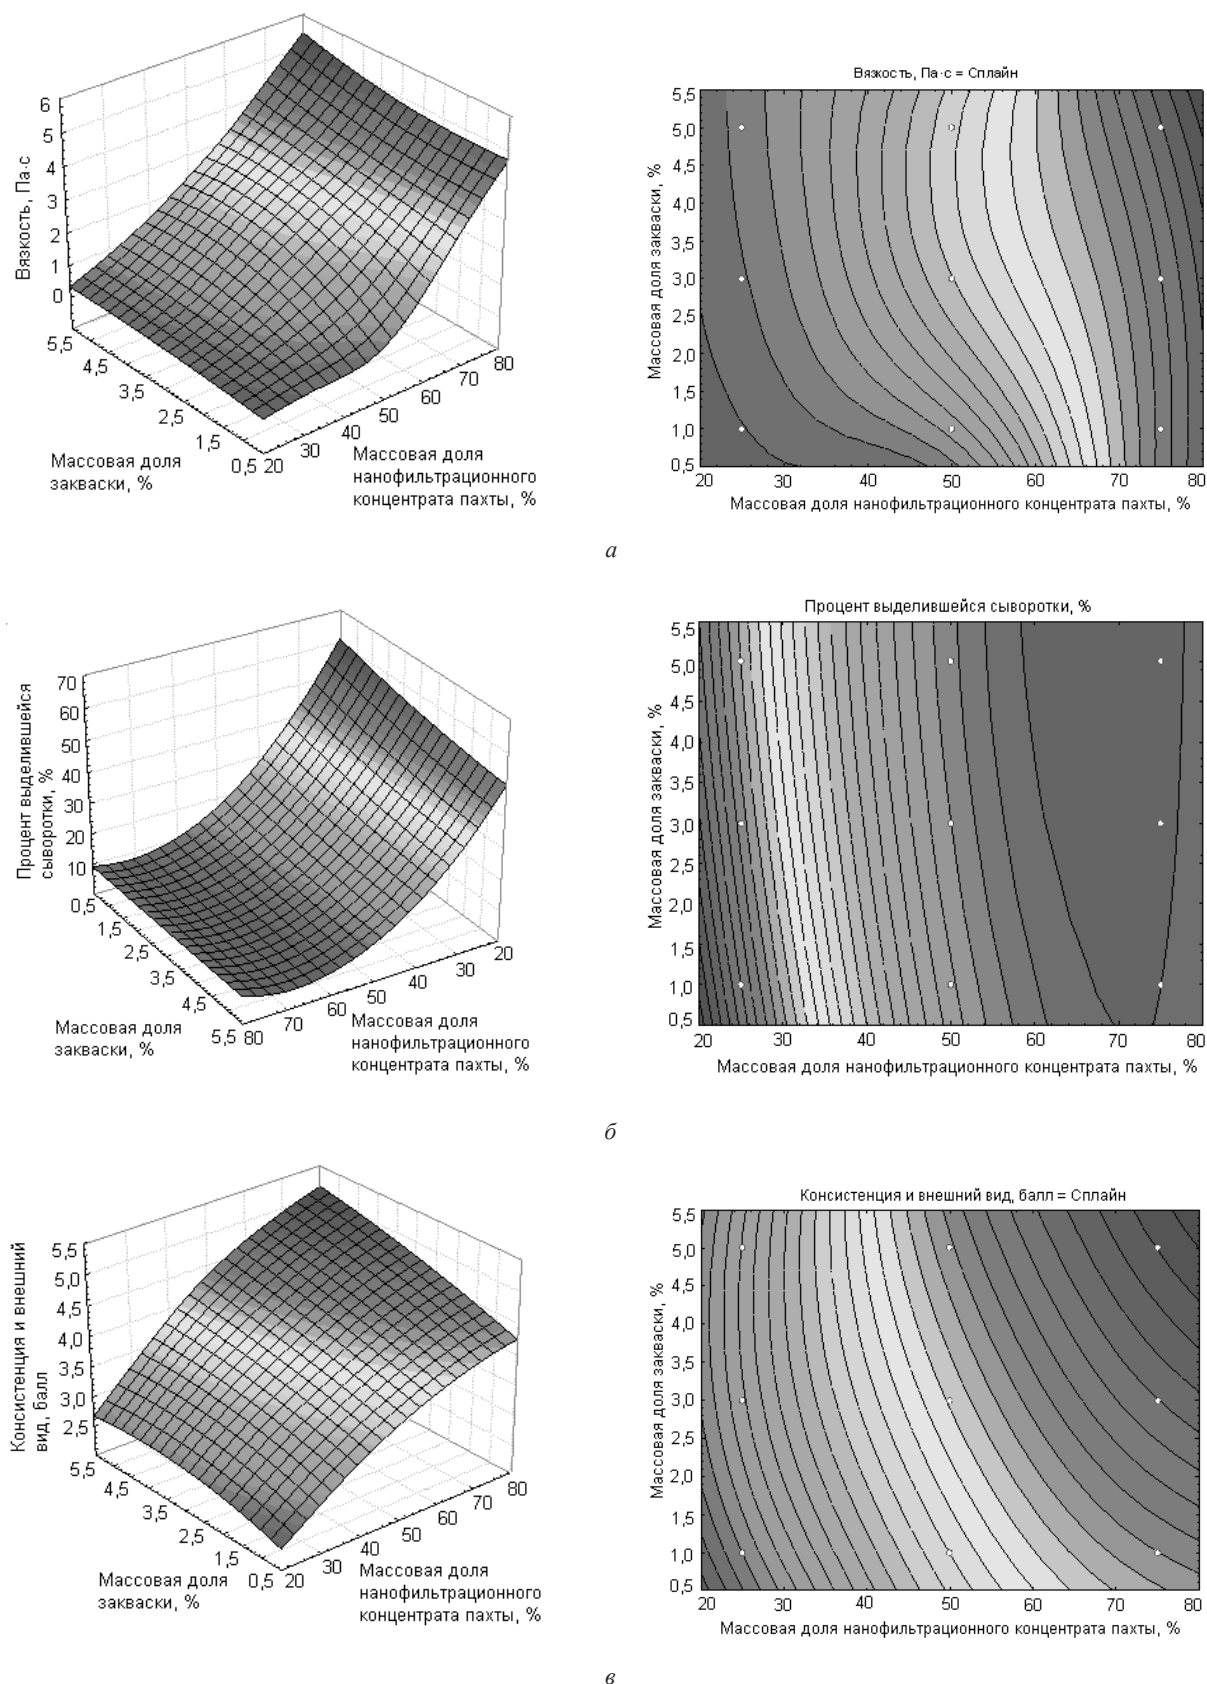 6
5
4
3
2
1
0
Вязкость, Па·с
5,5
4,5
3,5
2,5
1,5
0,5
20
30
40
50
60
70
80
Массовая доля
закваски, %
Массовая доля
нанофильтрационного
концентрата пахты, %
Вязкость, Па·с = Сплайн
5,5
5,0
4,5
4,0
3,5
3,0
2,5
2,0
1,5
1,0
0,5
Массовая доля закваски, %
20 30 40 50 60 70 80
Массовая доля нанофильтрационного концентрата пахты, %
а
70
60
50
40
30
20
10
Процент выделившейся
сыворотки, %
0,5
1,5
2,5
3,5
4,5
5,5
80
70
60
50
40
30
20
Массовая доля
закваски, %
Массовая доля
нанофильтрационного
концентрата пахты, %
Процент выделившейся сыворотки, %
5,5
5,0
4,5
4,0
3,5
3,0
2,5
2,0
1,5
1,0
0,5
Массовая доля закваски, %
20 30 40 50 60 70 80
Массовая доля нанофильтрационного концентрата пахты, %
б
5,5
5,0
4,5
4,0
3,5
3,0
2,5
Консистенция и внешний
вид, балл
5,5
4,5
3,5
2,5
1,5
0,5
20
30
40
50
60
70
80
Массовая доля
закваски, %
Массовая доля
нанофильтрационного
концентрата пахты, %
Консистенция и внешний вид, балл = Сплайн
5,5
5,0
4,5
4,0
3,5
3,0
2,5
2,0
1,5
1,0
0,5
Массовая доля закваски, %
20 30 40 50 60 70 80
Массовая доля нанофильтрационного концентрата пахты, %
в